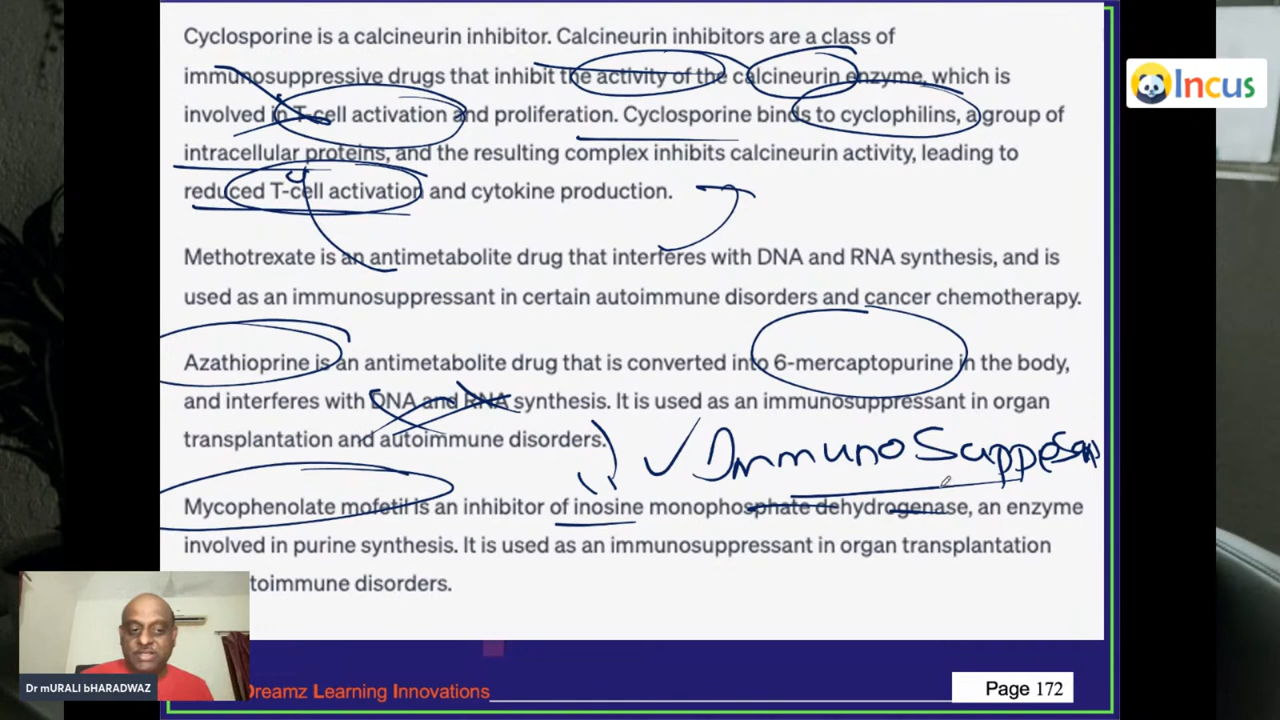 Cyclosporine is a calcineurin inhibitor. Calcineurin inhibitors are a class of
immunosuppressive drugs that inhibit the activity of the calcineurin enzyme, which is
involved in T-cell activation and proliferation. Cyclosporine binds to cyclophilins, a group of
intracellular proteins, and the resulting complex inhibits calcineurin activity, leading to
reduced T-cell activation and cytokine production.
Methotrexate is an antimetabolite drug that interferes with DNA and RNA synthesis, and is
used as an immunosuppressant in certain autoimmune disorders and cancer chemotherapy.
Azathioprine is an antimetabolite drug that is converted into 6-mercaptopurine in the body,
and interferes with DNA and RNA synthesis. It is used as an immunosuppressant in organ
transplantation and autoimmune disorders.
Mycophenolate mofetil is an inhibitor of inosine monophosphate dehydrogenase, an enzyme
involved in purine synthesis. It is used as an immunosuppressant in organ transplantation
toimmune disorders.
Incus
Dr mURALI bHARADWAZ
Dreamz Learning Innovations
Page 172